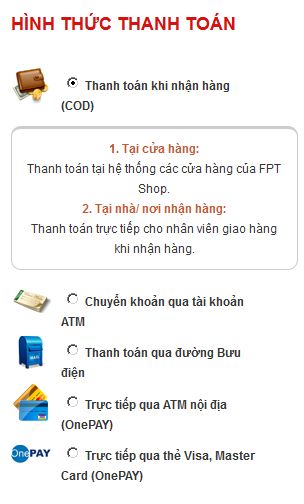 HÌNH THỨC THANH TOÁN
Thanh toán khi nhận hàng
(COD)
1. Tại cửa hàng:
Thanh toán tại hệ thống các cửa hàng của FPT
Shop.
2. Tại nhà/ nơi nhận hàng:
Thanh toán trực tiếp cho nhân viên giao hàng
khi nhận hàng.
Chuyển khoản qua tài khoản
ATM
MAIL
Thanh toán qua đường Bưu
điện
Trực tiếp qua ATM nội địa
(OnePAY)
OnePAY
Trực tiếp qua thẻ Visa, Master
Card (OnePAY)